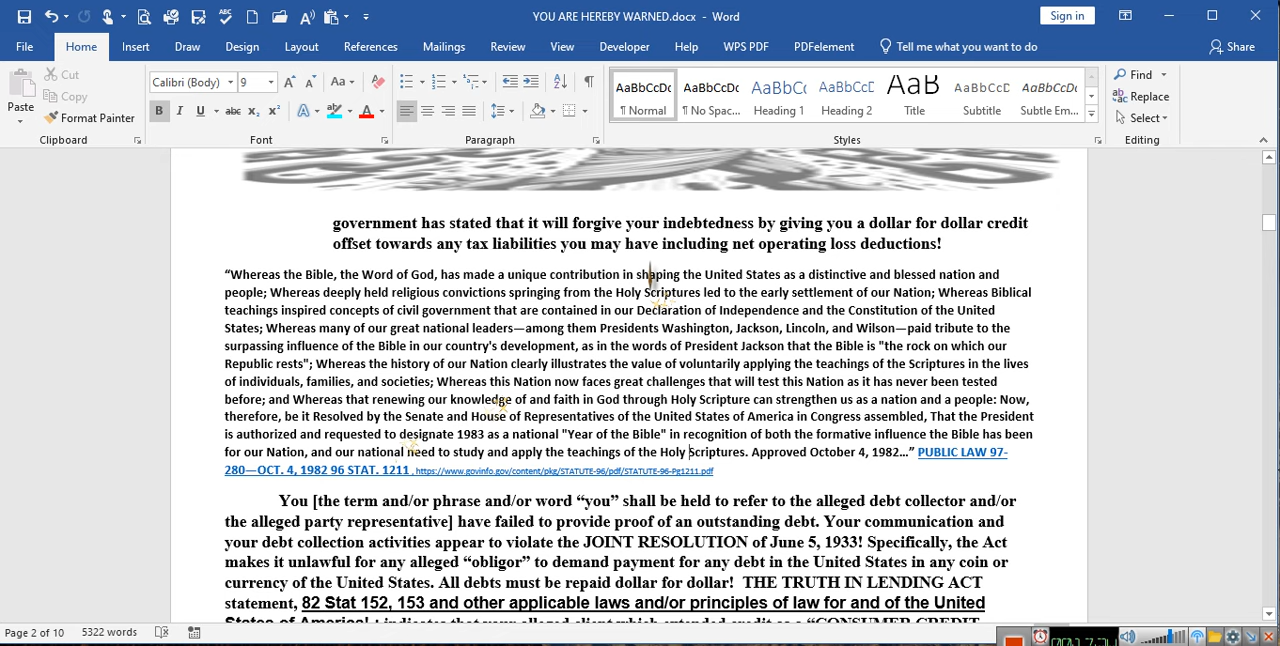 YOU ARE HEREBY WARNED.docx - Word
Sign in
File Home Insert Draw Design Layout References Mailings Review View Developer Help WPS PDF PDFelement Tell me what you want to do Share
Paste
Cut
Copy
Format Painter
Clipboard
Calibri (Body) 9
Font
Paragraph
AaBbCcDc ¶ Normal
AaBbCcDc ¶ No Spac...
AaBbCc Heading 1
AaBbCcE Heading 2
AaB Title
AaBbCcD Subtitle
AaBbCcDc Subtle Em...
Styles
Find
Replace
Select
Editing
government has stated that it will forgive your indebtedness by giving you a dollar for dollar credit
offset towards any tax liabilities you may have including net operating loss deductions!
“Whereas the Bible, the Word of God, has made a unique contribution in shaping the United States as a distinctive and blessed nation and
people; Whereas deeply held religious convictions springing from the Holy Scriptures led to the early settlement of our Nation; Whereas Biblical
teachings inspired concepts of civil government that are contained in our Declaration of Independence and the Constitution of the United
States; Whereas many of our great national leaders—among them Presidents Washington, Jackson, Lincoln, and Wilson—paid tribute to the
surpassing influence of the Bible in our country's development, as in the words of President Jackson that the Bible is "the rock on which our
Republic rests"; Whereas the history of our Nation clearly illustrates the value of voluntarily applying the teachings of the Scriptures in the lives
of individuals, families, and societies; Whereas this Nation now faces great challenges that will test this Nation as it has never been tested
before; and Whereas that renewing our knowledge of and faith in God through Holy Scripture can strengthen us as a nation and a people: Now,
therefore, be it Resolved by the Senate and House of Representatives of the United States of America in Congress assembled, That the President
is authorized and requested to designate 1983 as a national "Year of the Bible" in recognition of both the formative influence the Bible has been
for our Nation, and our national need to study and apply the teachings of the Holy Scriptures. Approved October 4, 1982…” PUBLIC LAW 97-
280—OCT. 4, 1982 96 STAT. 1211 , https://www.govinfo.gov/content/pkg/STATUTE-96/pdf/STATUTE-96-Pg1211.pdf
You [the term and/or phrase and/or word “you” shall be held to refer to the alleged debt collector and/or
the alleged party representative] have failed to provide proof of an outstanding debt. Your communication and
your debt collection activities appear to violate the JOINT RESOLUTION of June 5, 1933! Specifically, the Act
makes it unlawful for any alleged “obligor” to demand payment for any debt in the United States in any coin or
currency of the United States. All debts must be repaid dollar for dollar! THE TRUTH IN LENDING ACT
statement, 82 Stat 152, 153 and other applicable laws and/or principles of law for and of the United
States of America! : indicates that your alleged client which extended credit as a “CONSUMER CREDIT
Page 2 of 10 5322 words